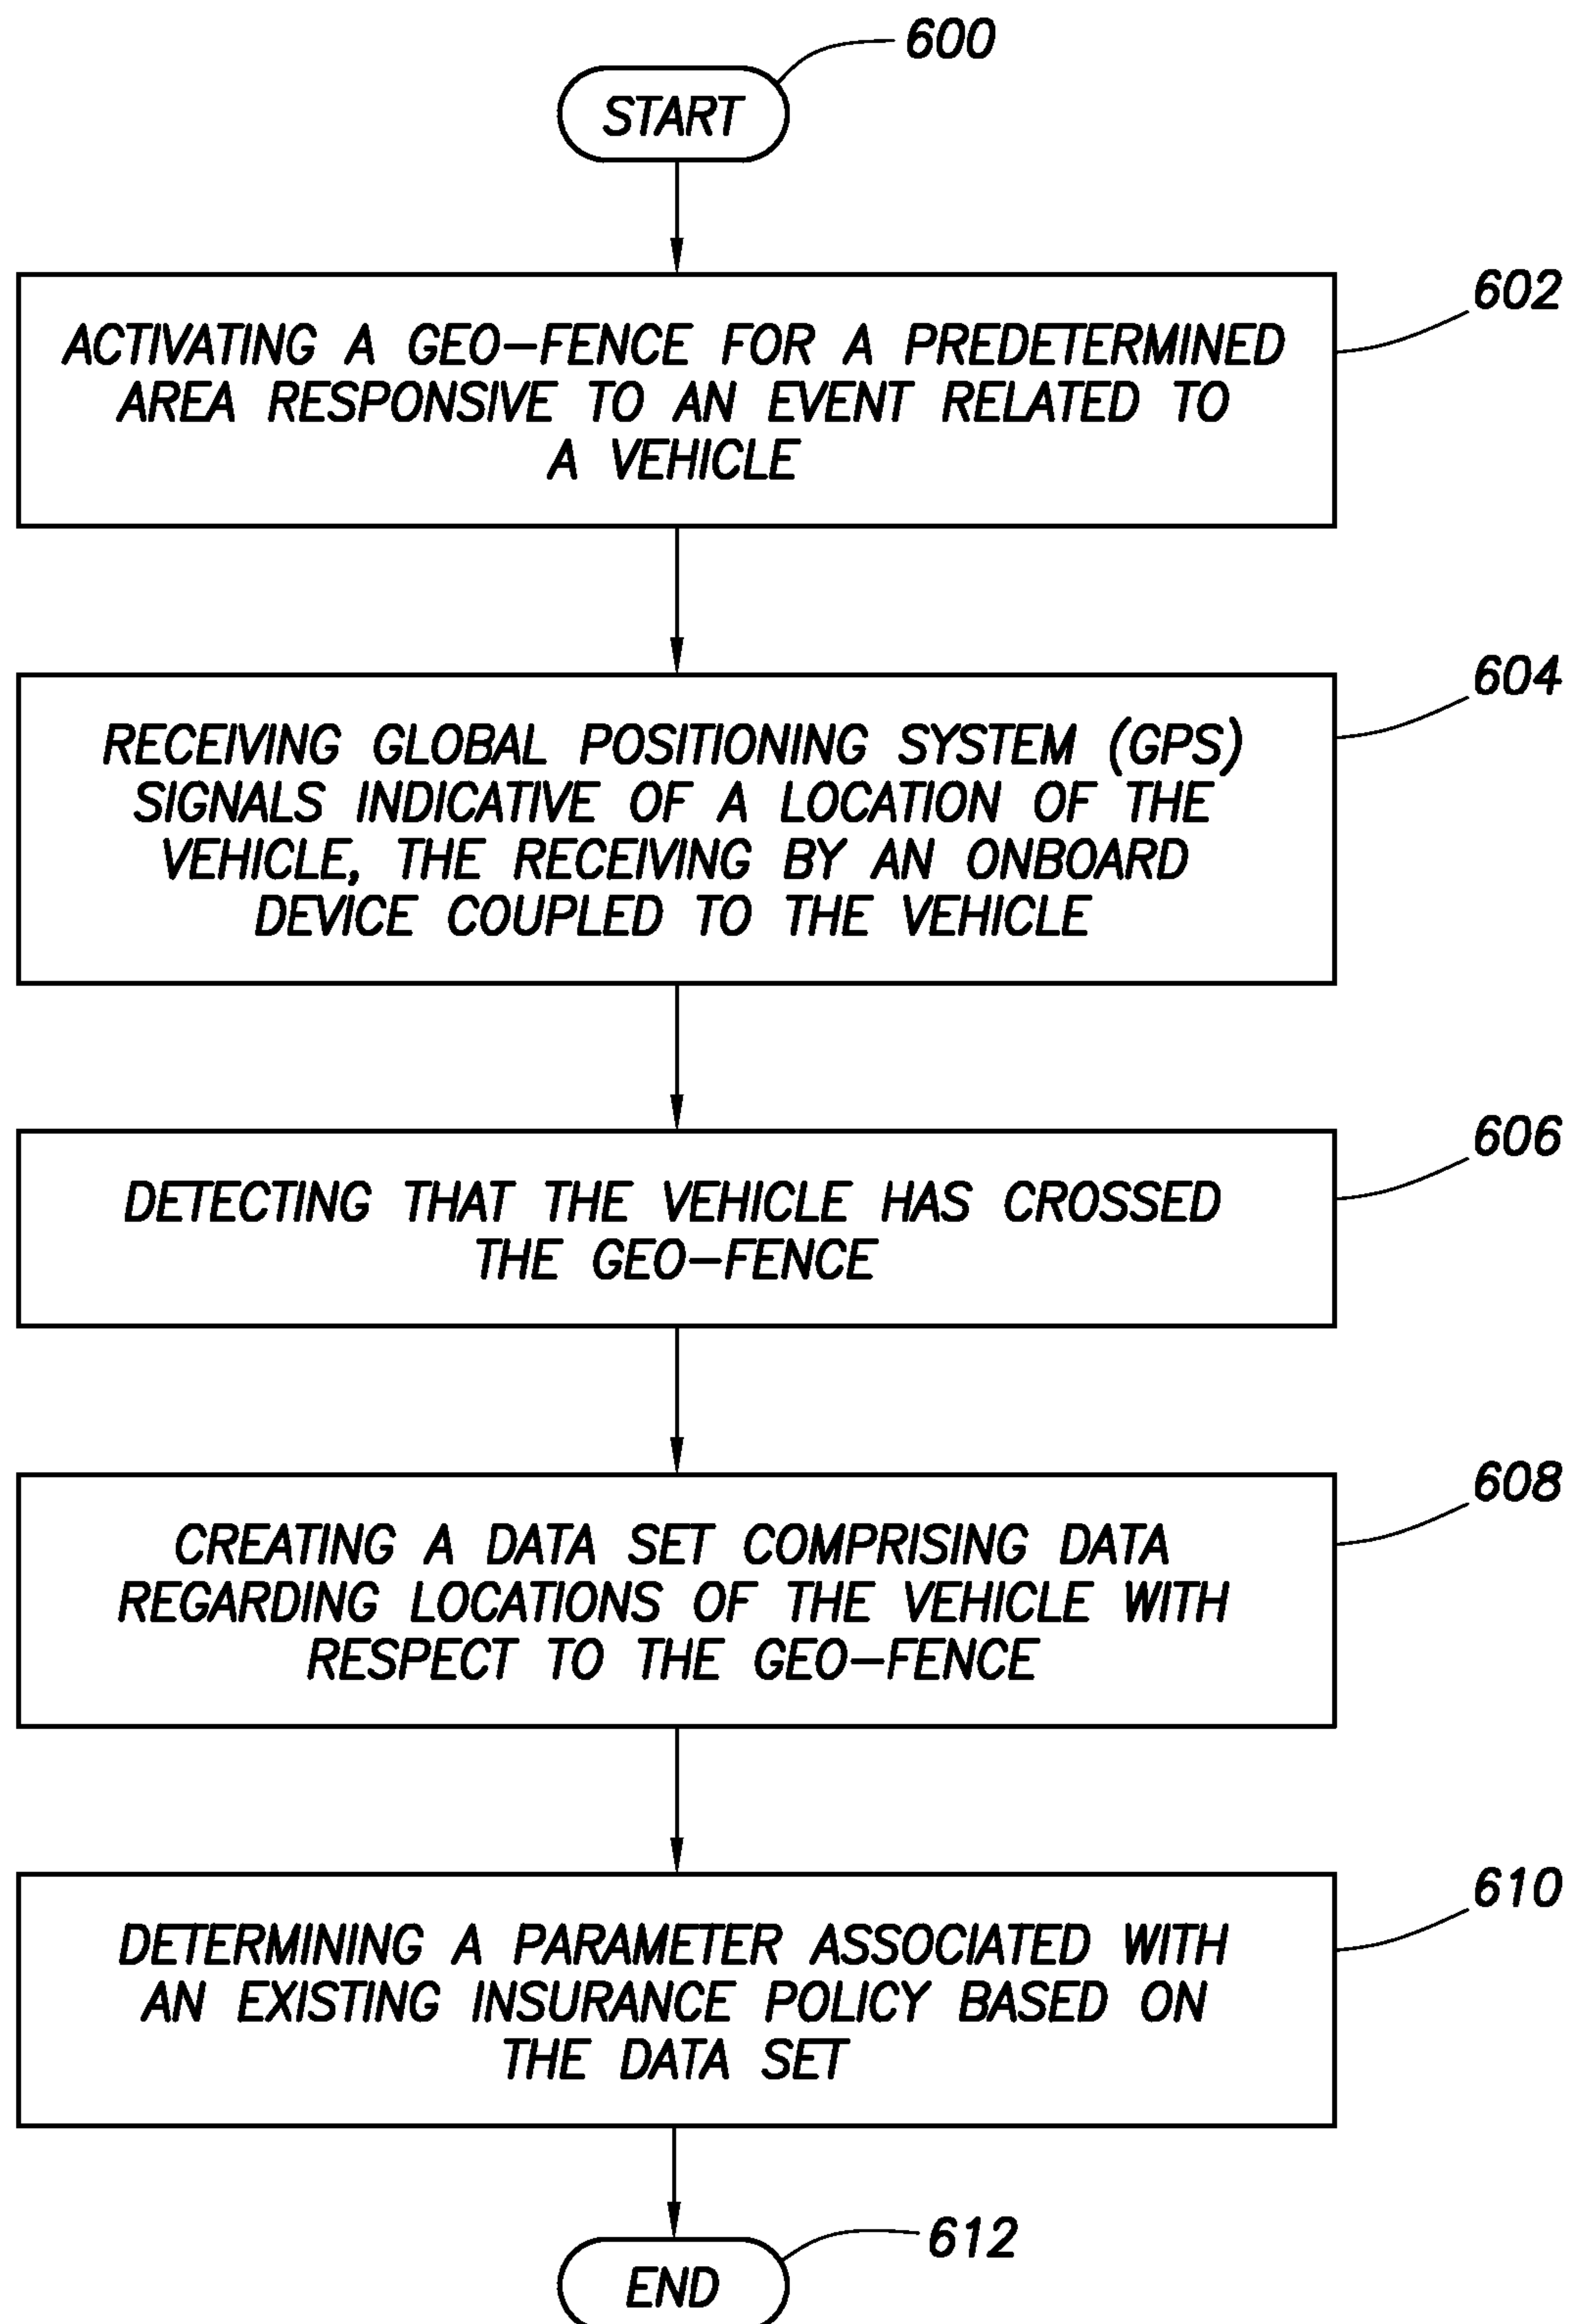 600
START
602
ACTIVATING A GEO-FENCE FOR A PREDETERMINED
AREA RESPONSIVE TO AN EVENT RELATED TO
A VEHICLE
604
RECEIVING GLOBAL POSITIONING SYSTEM (GPS)
SIGNALS INDICATIVE OF A LOCATION OF THE
VEHICLE, THE RECEIVING BY AN ONBOARD
DEVICE COUPLED TO THE VEHICLE
606
DETECTING THAT THE VEHICLE HAS CROSSED
THE GEO-FENCE
608
CREATING A DATA SET COMPRISING DATA
REGARDING LOCATIONS OF THE VEHICLE WITH
RESPECT TO THE GEO-FENCE
610
DETERMINING A PARAMETER ASSOCIATED WITH
AN EXISTING INSURANCE POLICY BASED ON
THE DATA SET
612
END